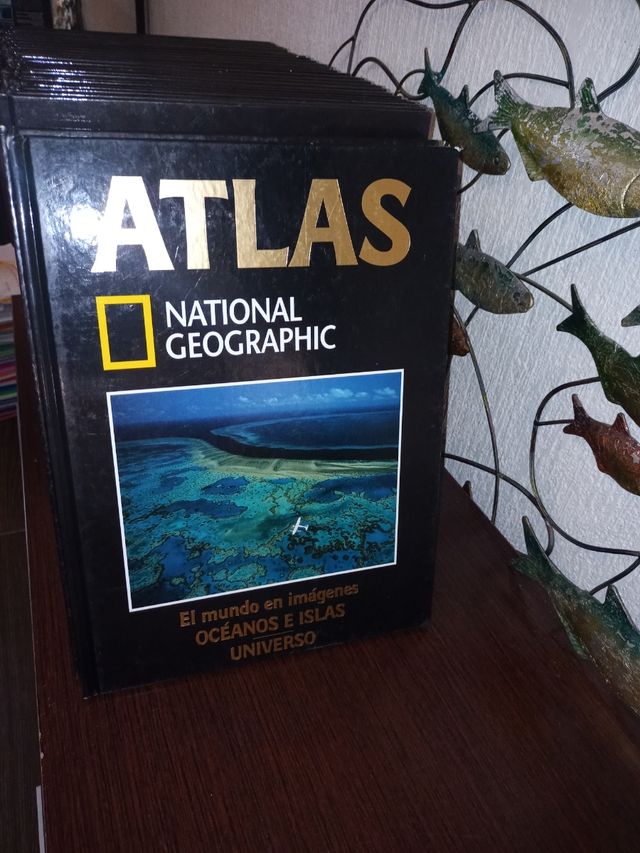 ATLAS
NATIONAL
GEOGRAPHIC
El mundo en imágenes
OCÉANOS E ISLAS
UNIVERSO